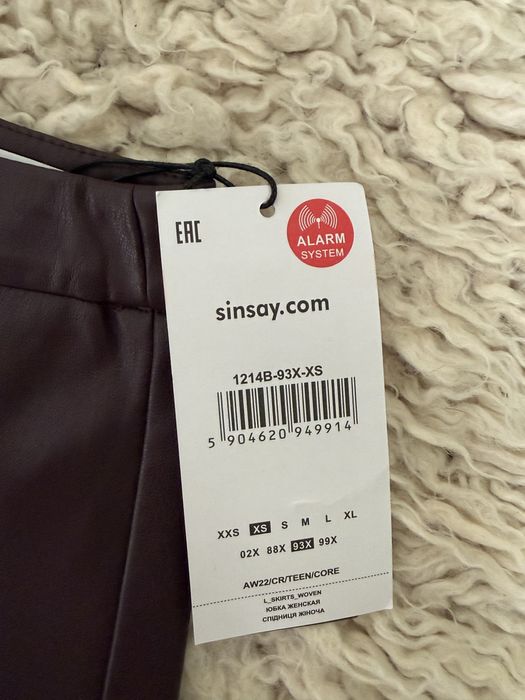 EAC
ALARM
SYSTEM
sinsay.com
1214B-93X-XS
5 904620 949914
XXS XS S M L XL
02X 88X 93X 99X
AW22/CR/TEEN/CORE
L_SKIRTS_WOVEN
ЮБКА ЖЕНСКАЯ
СПІДНИЦЯ ЖІНОЧА